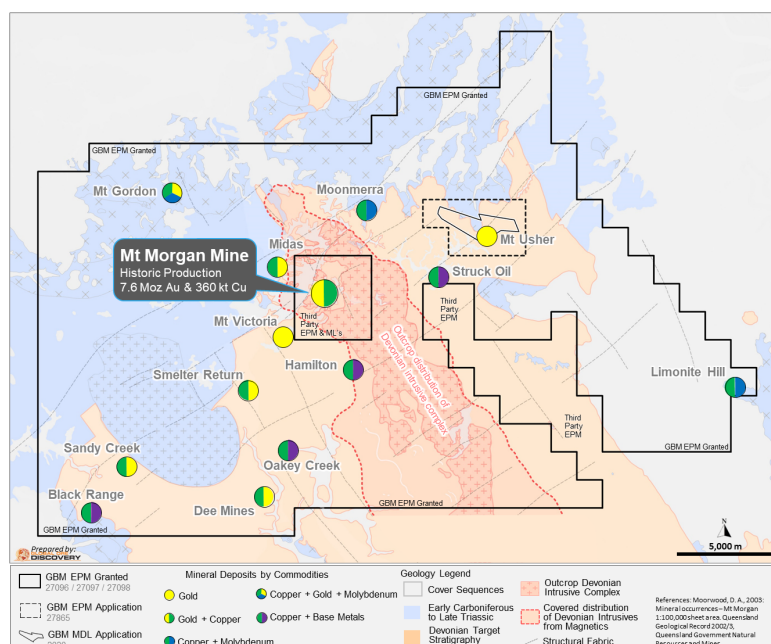 GBM EPM Granted
GBM EPM Granted
Mt Gordon
Moonmerra
Mt Usher
Midas
Mt Morgan Mine
Historic Production
7.6 Moz Au & 360 kt Cu
Struck Oil
Third
Party
EPM & ML's
Third
Party
EPM
Mt Victoria
Outcrop distribution of
Devonian intrusive complex
Hamilton
Smelter Return
Limonite Hill
Third
Party
EPM
GBM EPM Granted
Sandy Creek
Oakey Creek
Black Range
Dee Mines
GBM EPM Granted
GBM EPM Granted
N
5,000 m
Prepared by:
DISCOVERY
GBM EPM Granted
27096 / 27097 / 27098
GBM EPM Application
27865
GBM MDL Application
Mineral Deposits by Commodities
Gold
Copper + Gold + Molybdenum
Gold + Copper
Copper + Base Metals
Copper + Molybdenum
Geology Legend
Cover Sequences
Early Carboniferous
to Late Triassic
Devonian Target
Stratigraphy
Outcrop Devonian
Intrusive Complex
Covered distribution
of Devonian Intrusives
from Magnetics
Structural Fabric
References: Moorwood, D.A., 2003:
Mineral occurrences – Mt Morgan
1:100,000 sheet area. Queensland
Geological Record 2002/3,
Queensland Government Natural
Resources and Mines